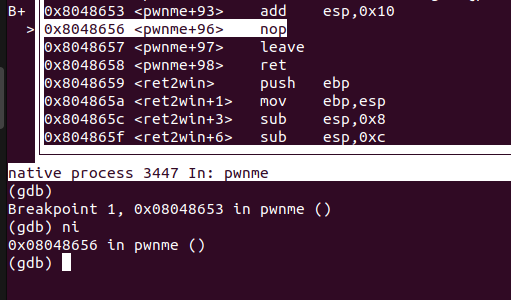 B+ 0x8048653 <pwnme+93> add esp,0x10
> 0x8048656 <pwnme+96> nop
0x8048657 <pwnme+97> leave
0x8048658 <pwnme+98> ret
0x8048659 <ret2win> push ebp
0x804865a <ret2win+1> mov ebp,esp
0x804865c <ret2win+3> sub esp,0x8
0x804865f <ret2win+6> sub esp,0xc
native process 3447 In: pwnme
(gdb)
Breakpoint 1, 0x08048653 in pwnme ()
(gdb) ni
0x08048656 in pwnme ()
(gdb)